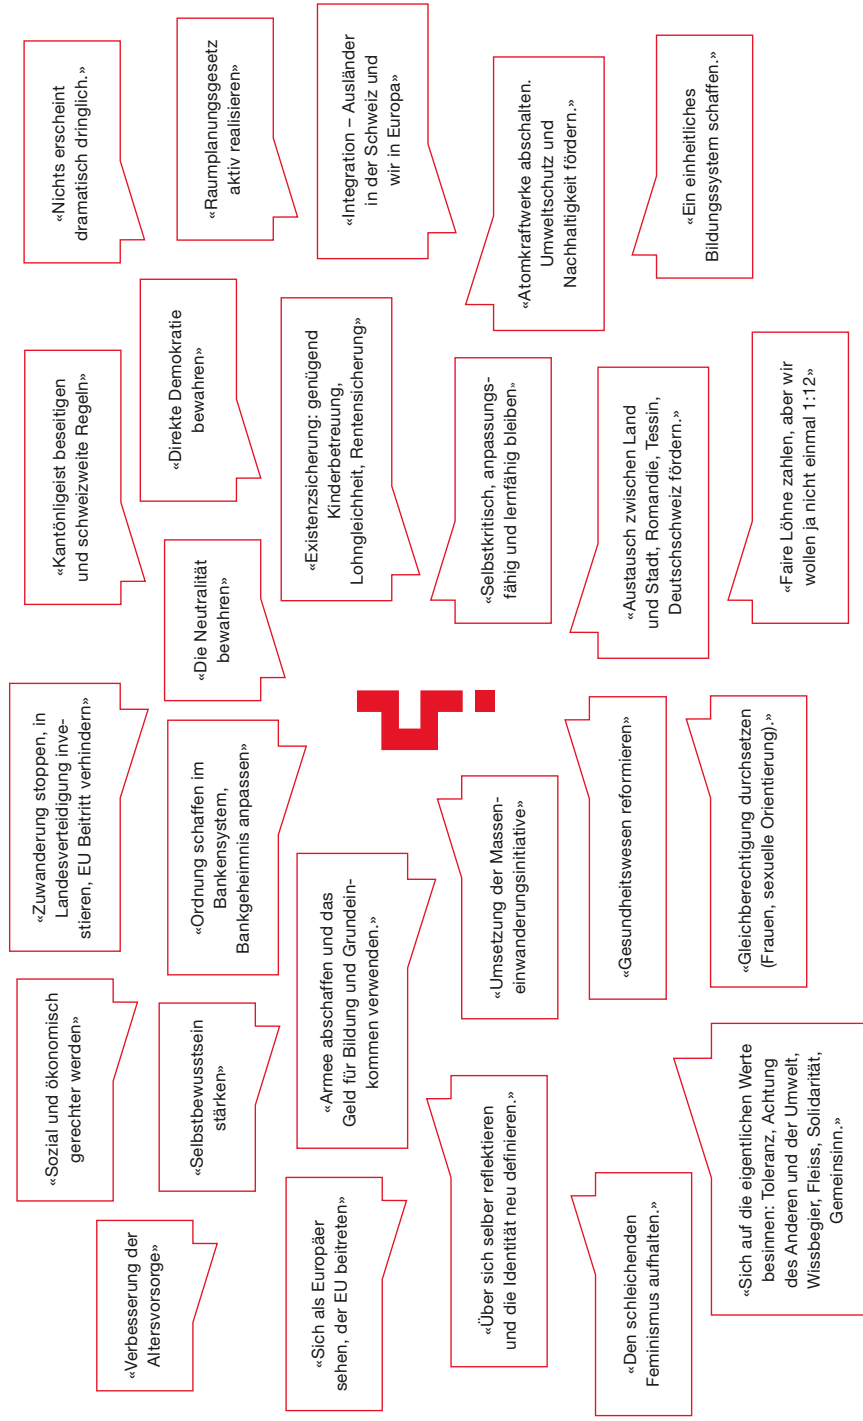 «Verbesserung der
Altersvorsorge»
«Sozial und ökonomisch
gerechter werden»
«Zuwanderung stoppen, in
Landesverteidigung inve-
stieren, EU Beitritt verhindern»
«Kantönligeist beseitigen
und schweizweite Regeln»
«Nichts erscheint
dramatisch dringlich.»
«Selbstbewusstsein
stärken»
«Ordnung schaffen im
Bankensystem,
Bankgeheimnis anpassen»
«Die Neutralität
bewahren»
«Direkte Demokratie
bewahren»
«Raumplanungsgesetz
aktiv realisieren»
«Sich als Europäer
sehen, der EU beitreten»
«Armee abschaffen und das
Geld für Bildung und Grundein-
kommen verwenden.»
«Existenzsicherung: genügend
Kinderbetreuung,
Lohngleichheit, Rentensicherung»
«Integration – Ausländer
in der Schweiz und
wir in Europa»
«Über sich selber reflektieren
und die Identität neu definieren.»
«Umsetzung der Massen-
einwanderungsinitiative»
«Selbstkritisch, anpassungs-
fähig und lernfähig bleiben»
«Atomkraftwerke abschalten.
Umweltschutz und
Nachhaltigkeit fördern.»
«Den schleichenden
Feminismus aufhalten.»
«Gesundheitswesen reformieren»
«Austausch zwischen Land
und Stadt, Romandie, Tessin,
Deutschschweiz fördern.»
«Ein einheitliches
Bildungssystem schaffen.»
«Sich auf die eigentlichen Werte
besinnen: Toleranz, Achtung
des Anderen und der Umwelt,
Wissbegier, Fleiss, Solidarität,
Gemeinsinn.»
«Gleichberechtigung durchsetzen
(Frauen, sexuelle Orientierung).»
«Faire Löhne zahlen, aber wir
wollen ja nicht einmal 1:12»